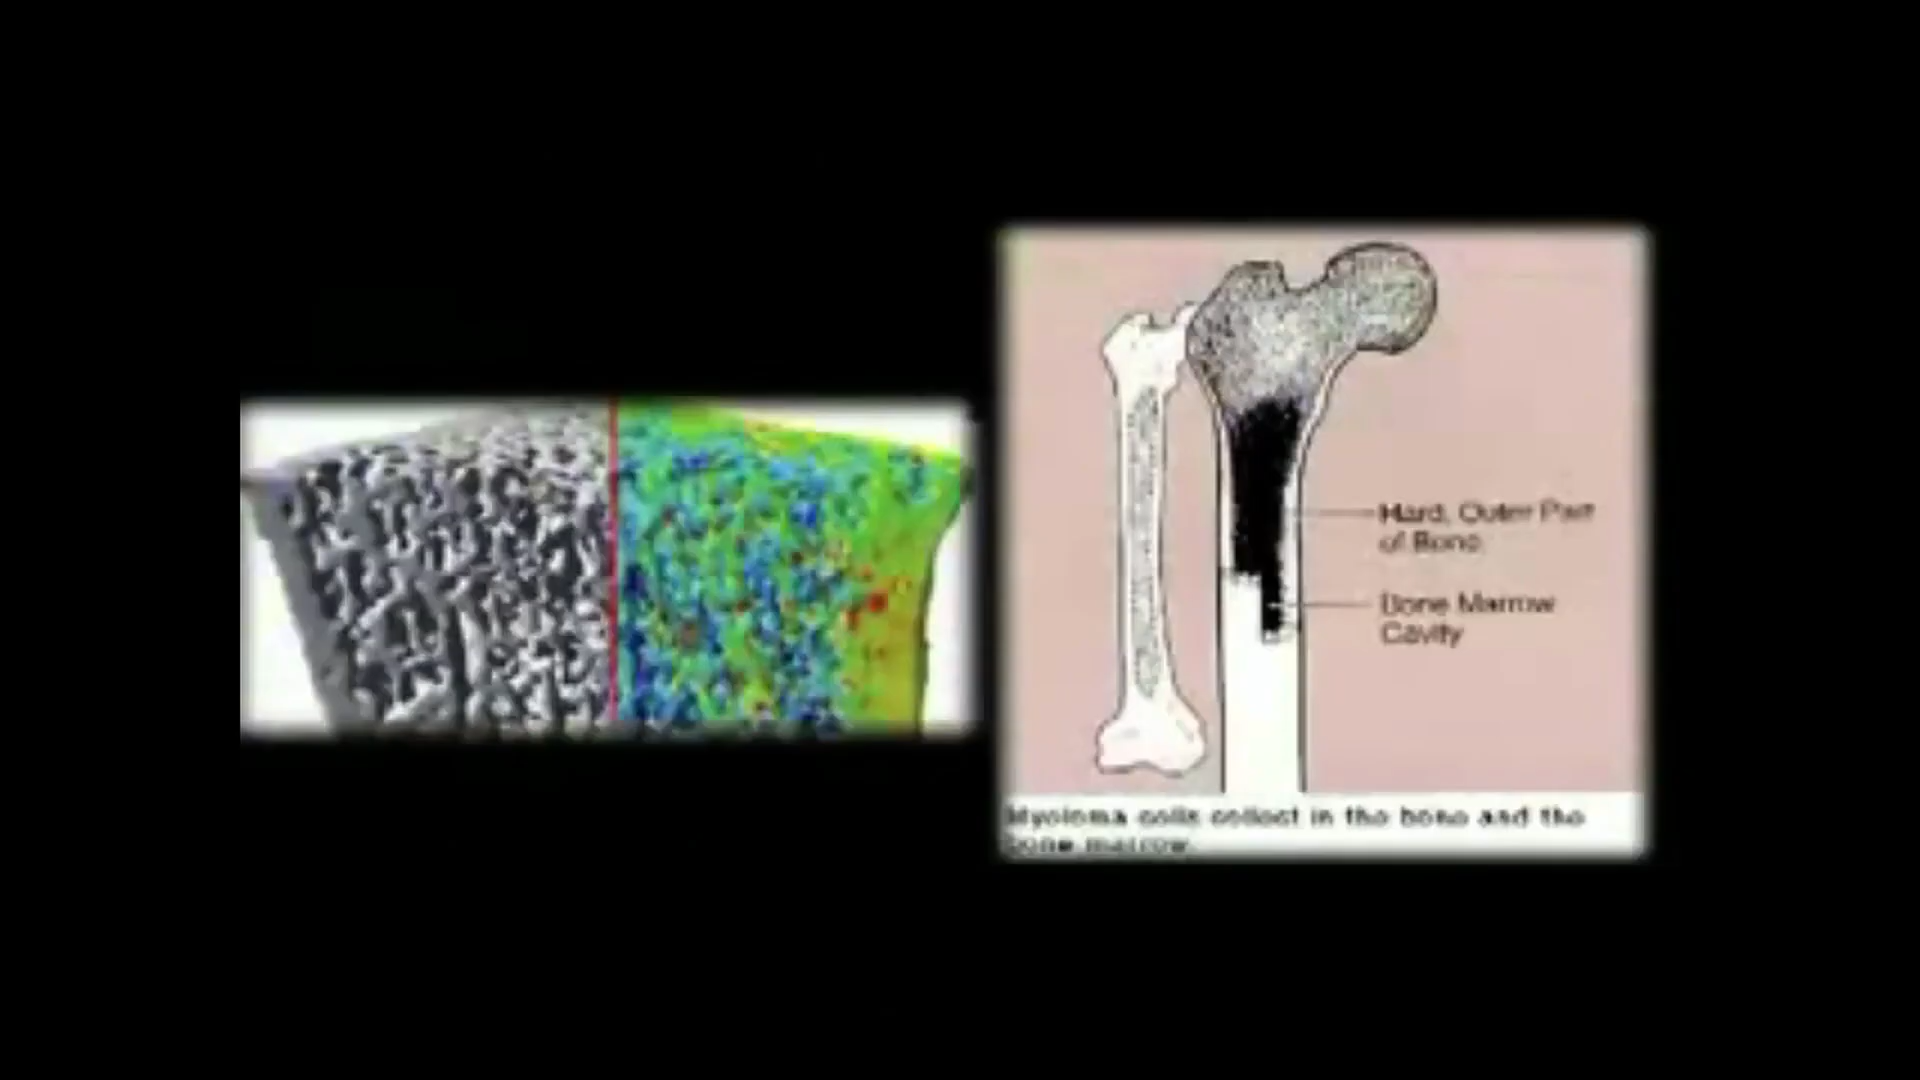 Hard, Outer Part
of Bone
Bone Marrow
Cavity
Myeloma cells collect in the bone and the
bone marrow.